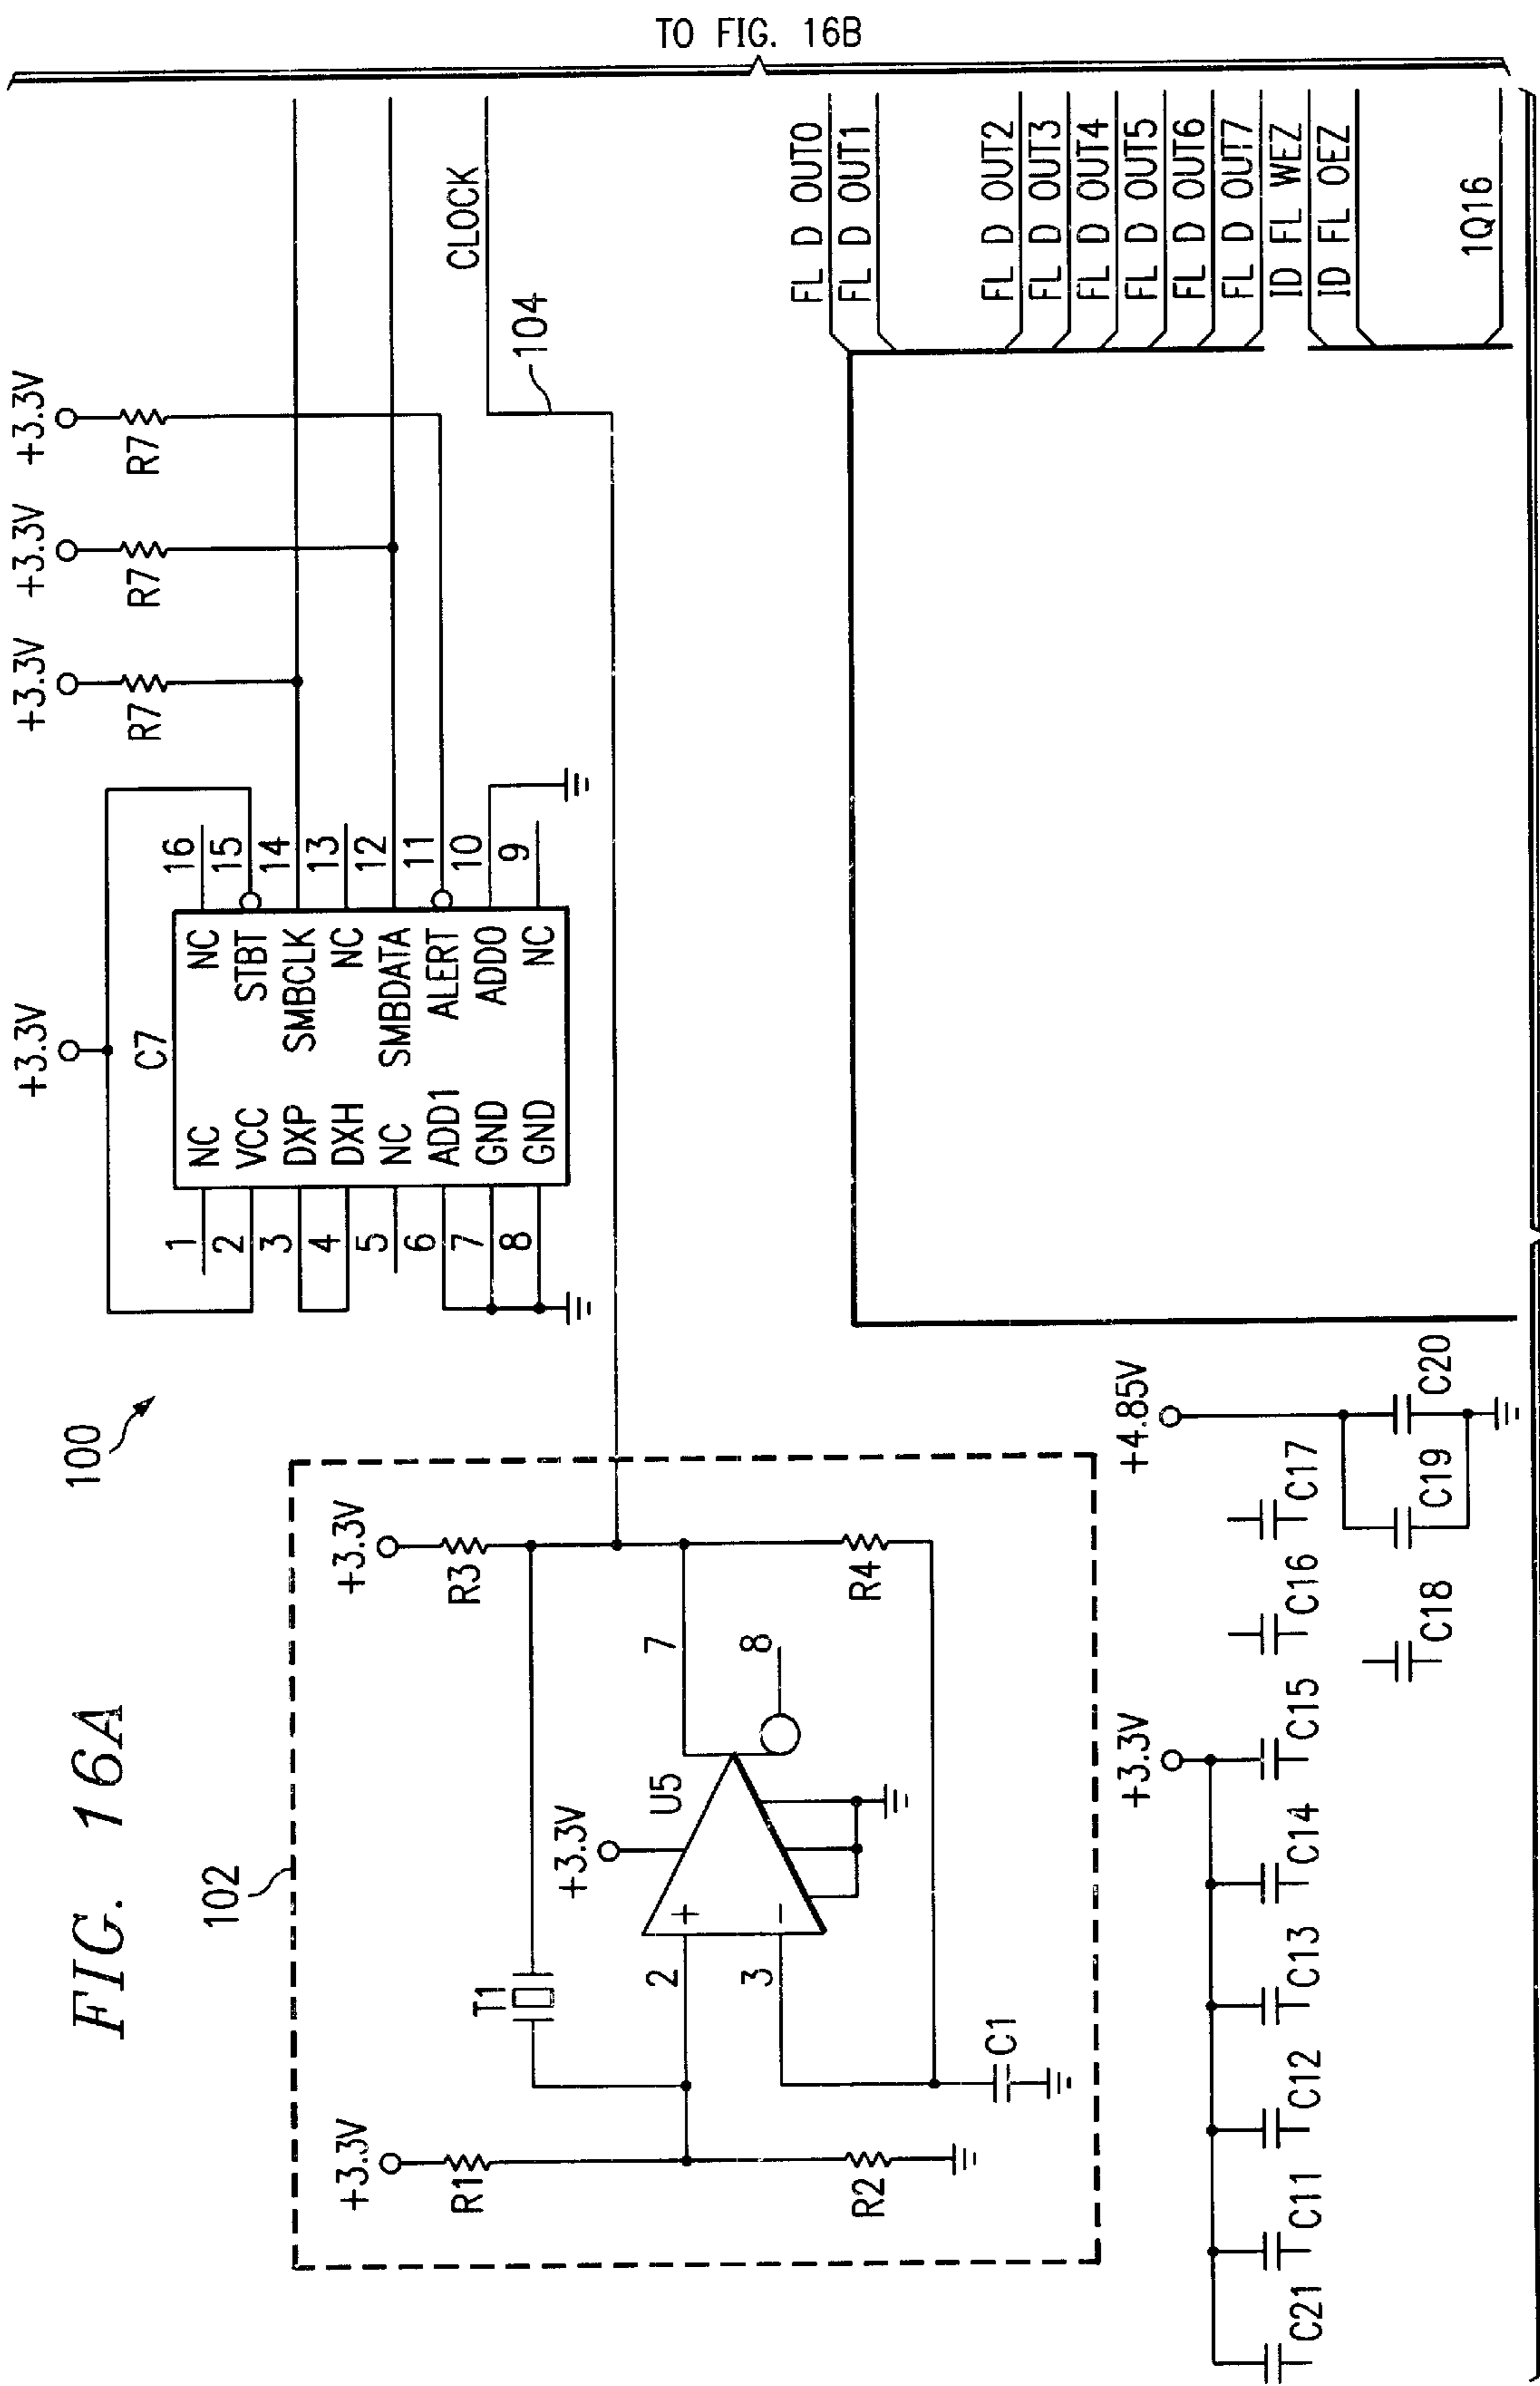 FIG. 16A
100
102
+3.3V
R1
R2
T1
2
3
+
−
+3.3V
U5
7
8
C1
+3.3V
R3
R4
+3.3V
C7
1
2
3
4
5
6
7
8
NC
VCC
DXP
DXH
NC
ADD1
GND
GND
NC
STBT
SMBCLK
NC
SMBDATA
ALERT
ADD0
NC
16
15
14
13
12
11
10
9
+3.3V
R7
+3.3V
R7
+3.3V
R7
104
CLOCK
TO FIG. 16B
FL D OUT0
FL D OUT1
FL D OUT2
FL D OUT3
FL D OUT4
FL D OUT5
FL D OUT6
FL D OUT7
ID FL WEZ
ID FL OEZ
1Q16
+3.3V
C21
C11
C12
C13
C14
C15
C16
C17
+4.85V
C18
C19
C20